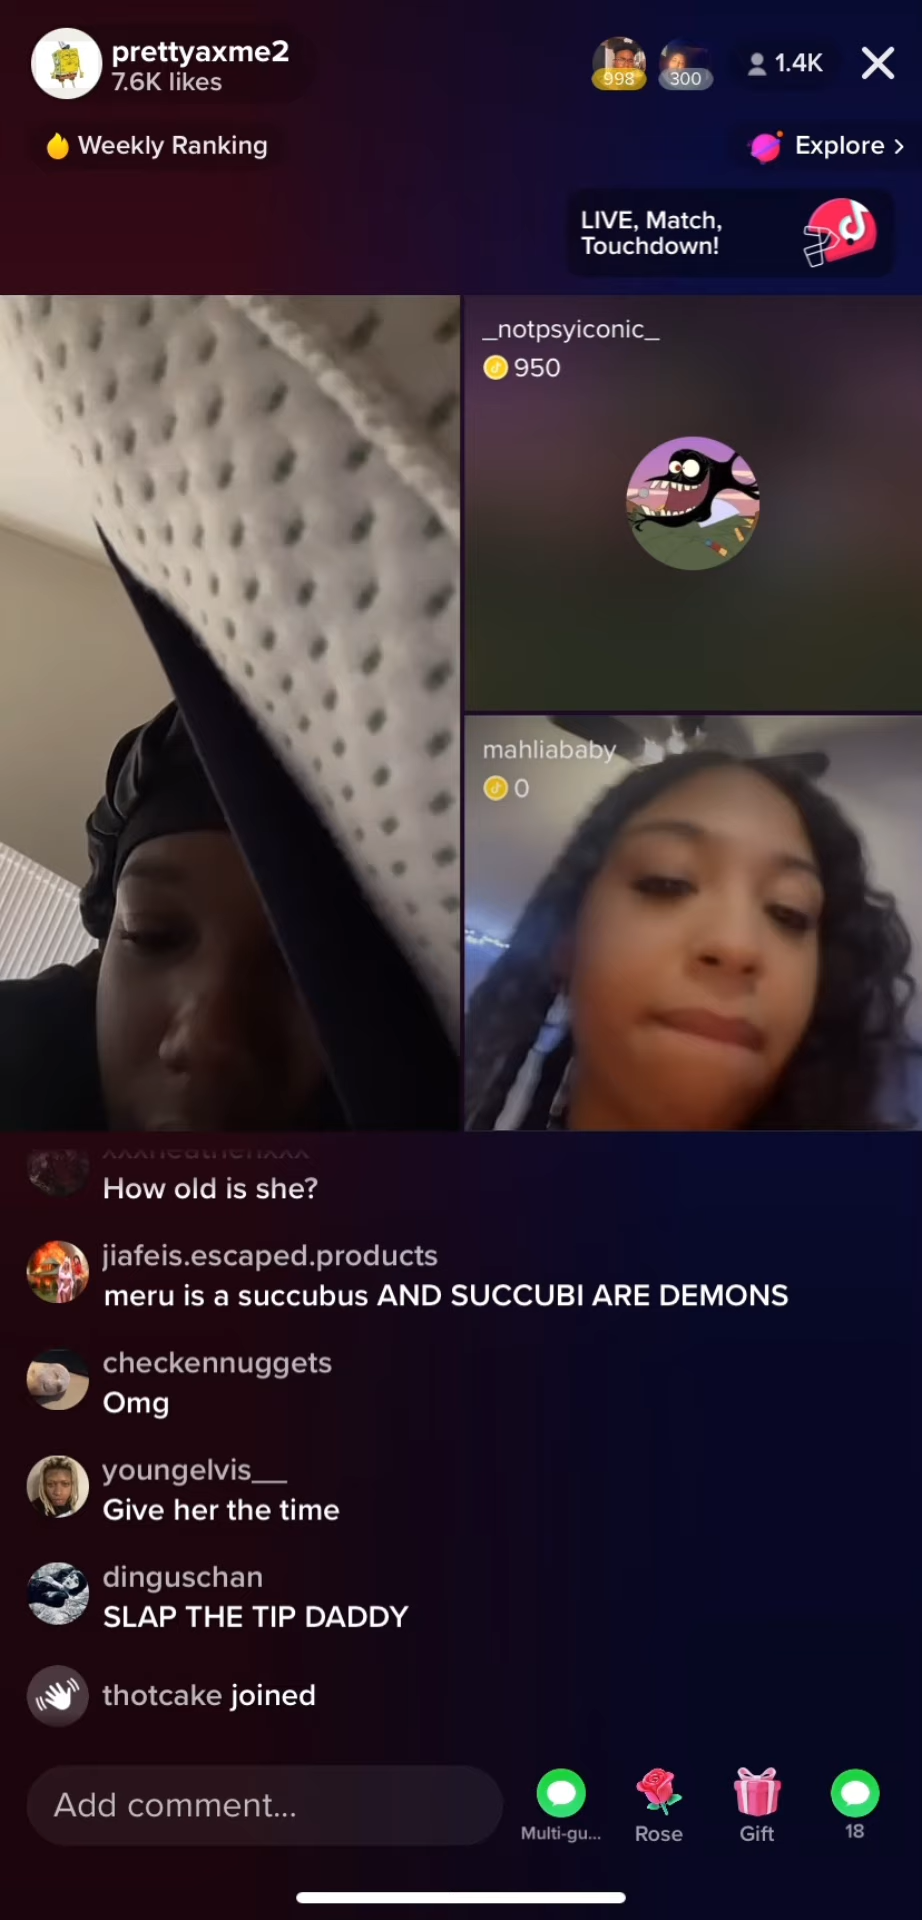 prettyaxme2
7.6K likes
998
300
1.4K
Weekly Ranking
Explore >
LIVE, Match,
Touchdown!
_notpsyiconic_
950
mahliababy
0
How old is she?
jiafeis.escaped.products
meru is a succubus AND SUCCUBI ARE DEMONS
checkennuggets
Omg
youngelvis__
Give her the time
dinguschan
SLAP THE TIP DADDY
thotcake joined
Add comment...
Multi-gu...
Rose
Gift
18